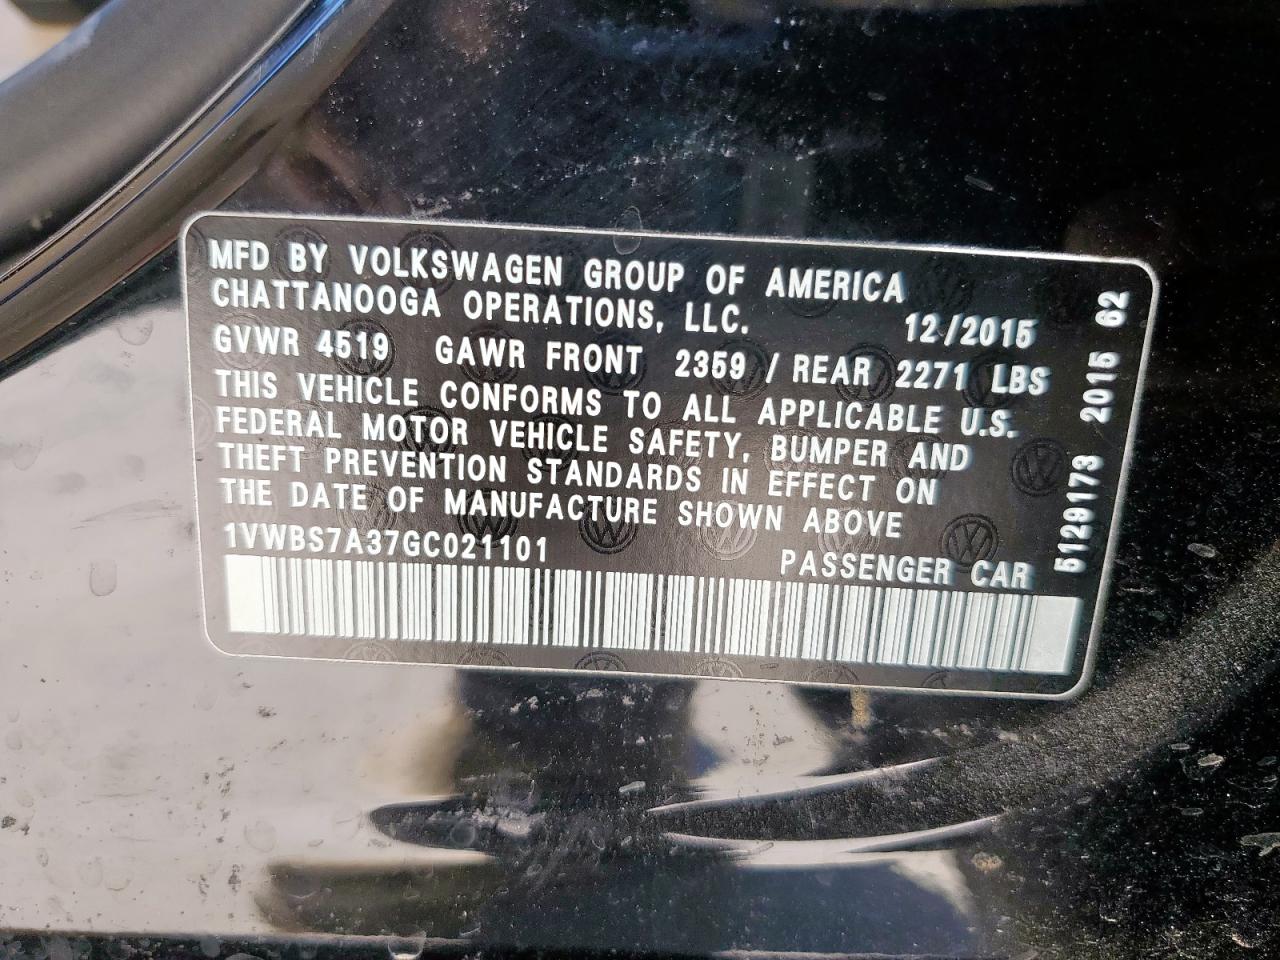 MFD BY VOLKSWAGEN GROUP OF AMERICA
CHATTANOOGA OPERATIONS, LLC. 12/2015
GVWR 4519 GAWR FRONT 2359 / REAR 2271 LBS
THIS VEHICLE CONFORMS TO ALL APPLICABLE U.S.
FEDERAL MOTOR VEHICLE SAFETY, BUMPER AND
THEFT PREVENTION STANDARDS IN EFFECT ON
THE DATE OF MANUFACTURE SHOWN ABOVE
1VWBS7A37GC021101 PASSENGER CAR
5129173 2015 62